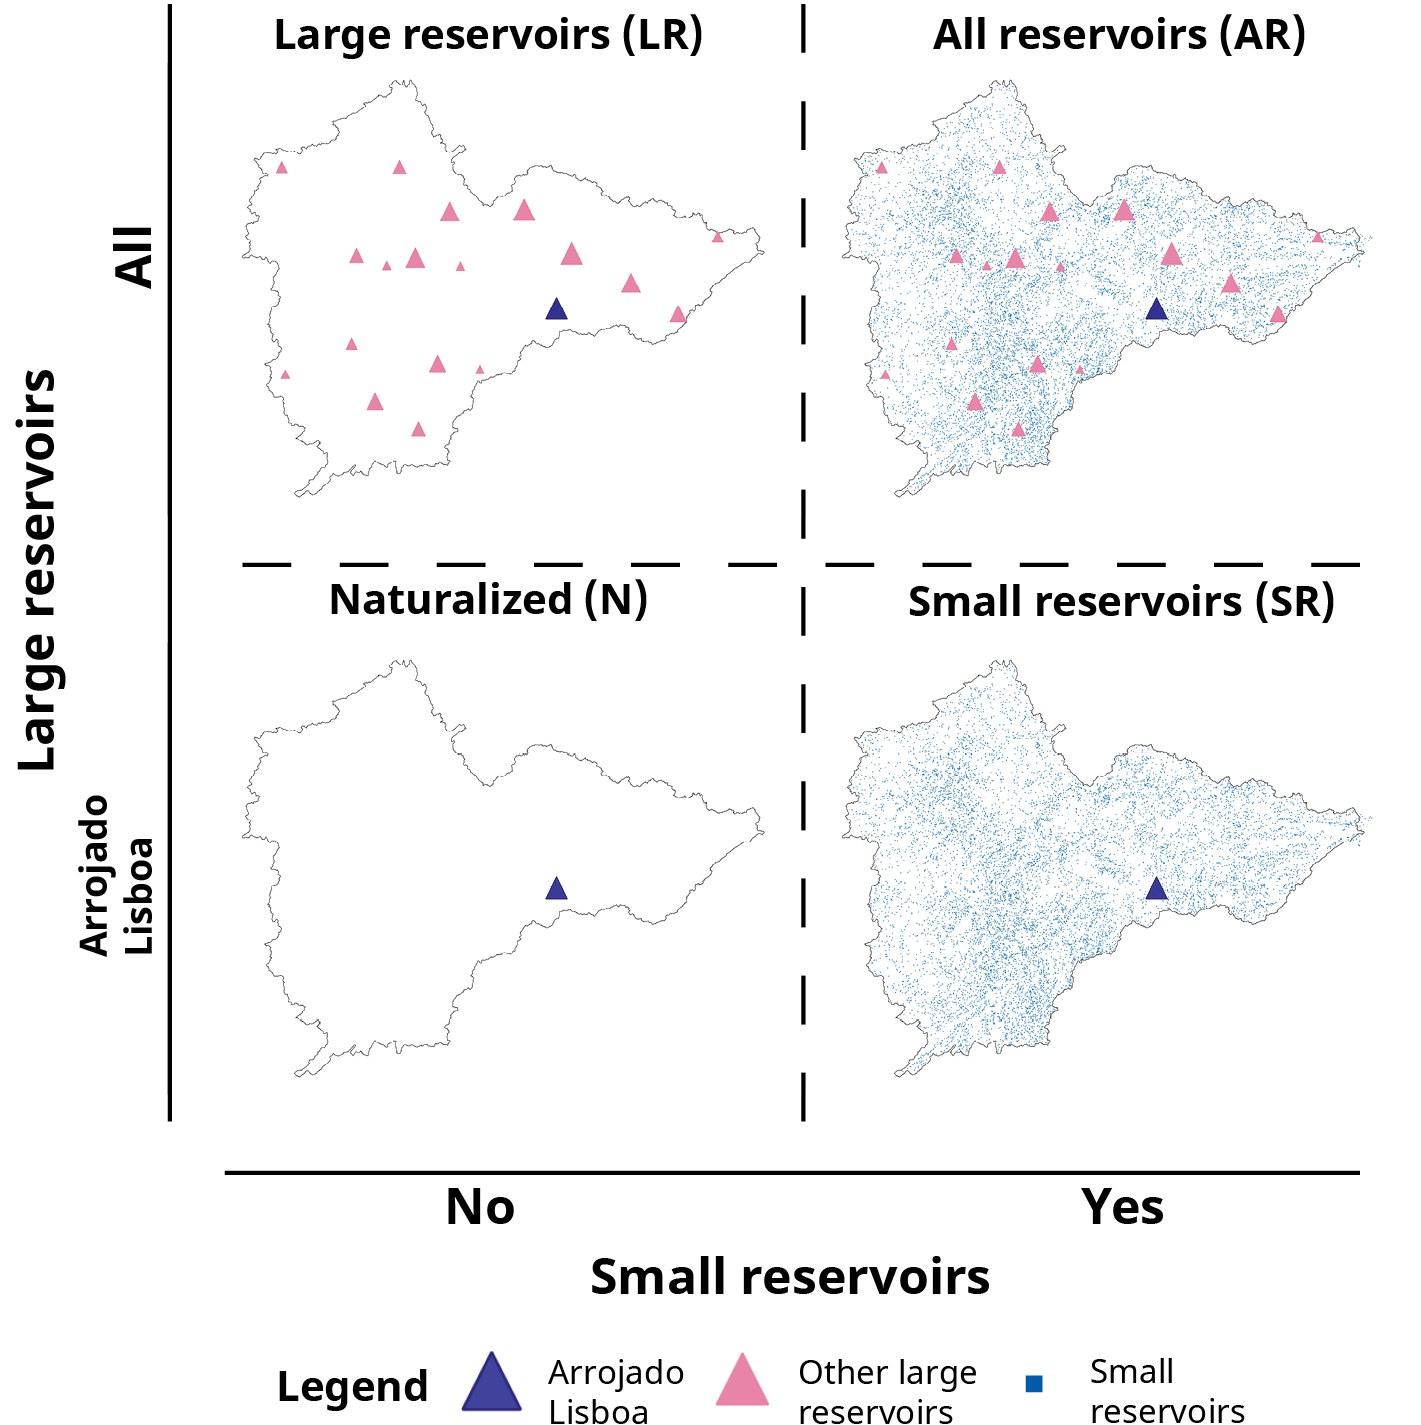 Large reservoirs (LR)
All reservoirs (AR)
All
Large reservoirs
Naturalized (N)
Small reservoirs (SR)
Arrojado
Lisboa
No
Yes
Small reservoirs
Legend
Arrojado
Lisboa
Other large
reservoirs
Small
reservoirs